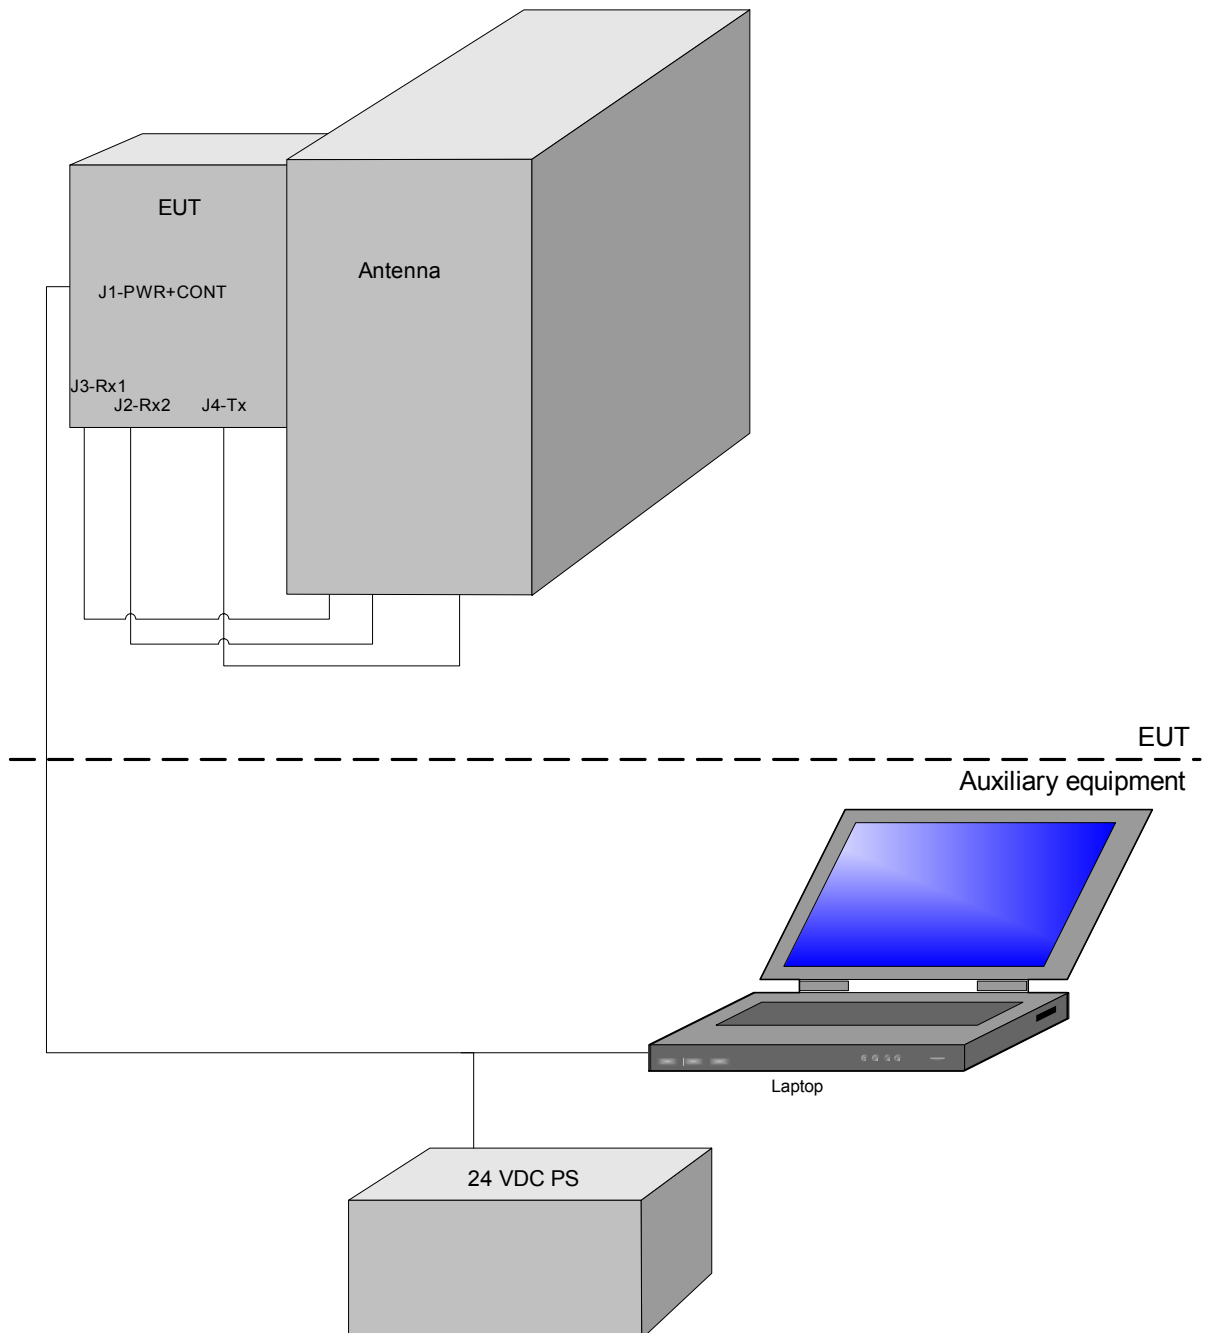 EUT
Antenna
J1-PWR+CONT
J3-Rx1
J2-Rx2
J4-Tx
EUT
Auxiliary equipment
Laptop
24 VDC PS